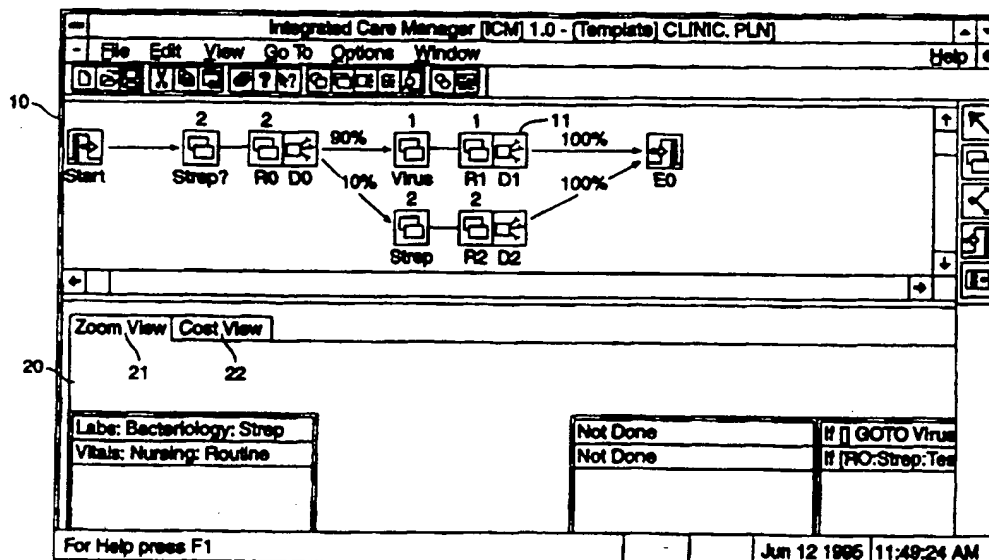 Integrated Care Manager [ICM] 1.0 - [Template] CLINIC. PLN]
File Edit View Go To Options Window Help
10
2 2 90% 1 1 11 100%
Start Strep? R0 D0 Virus R1 D1 E0
10% 100%
2 2
Strep R2 D2
Zoom View Cost View
20 21 22
Labs: Bacteriology: Strep Not Done If [] GOTO Virus
Vitals: Nursing: Routine Not Done If [RO:Strep:Tes
For Help press F1 Jun 12 1995 11:49:24 AM